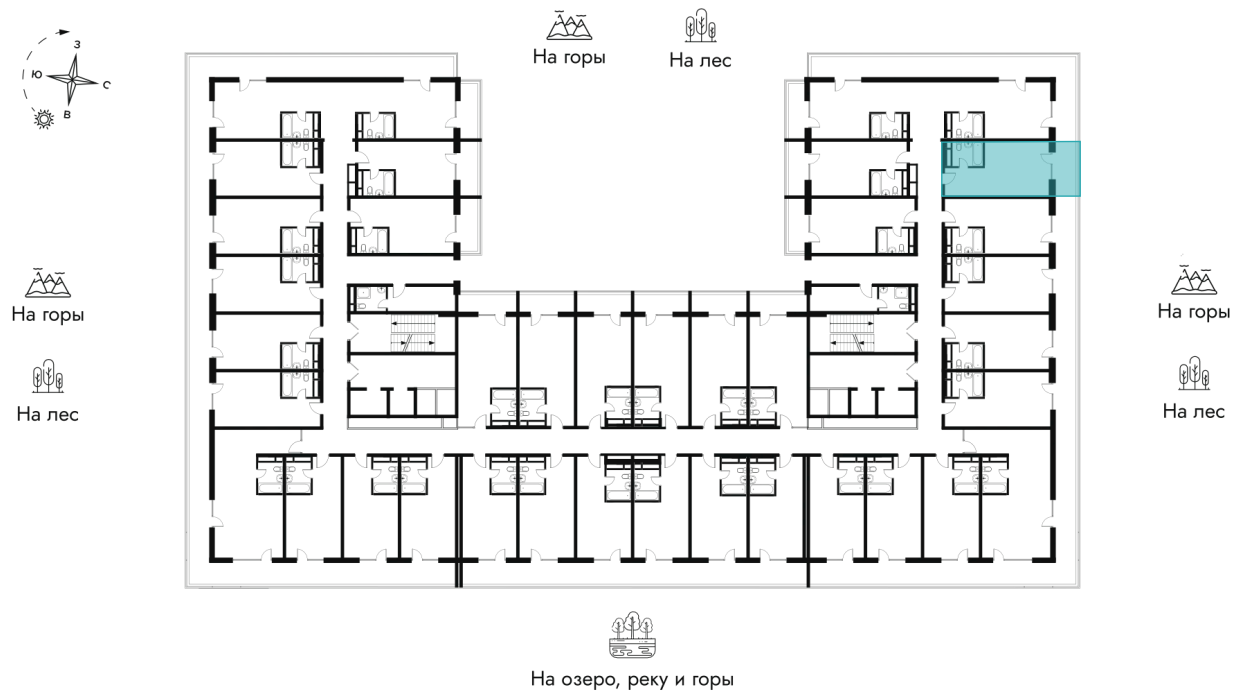 На горы
На лес
з
ю
с
в
На горы
На лес
На горы
На лес
На озеро, реку и горы